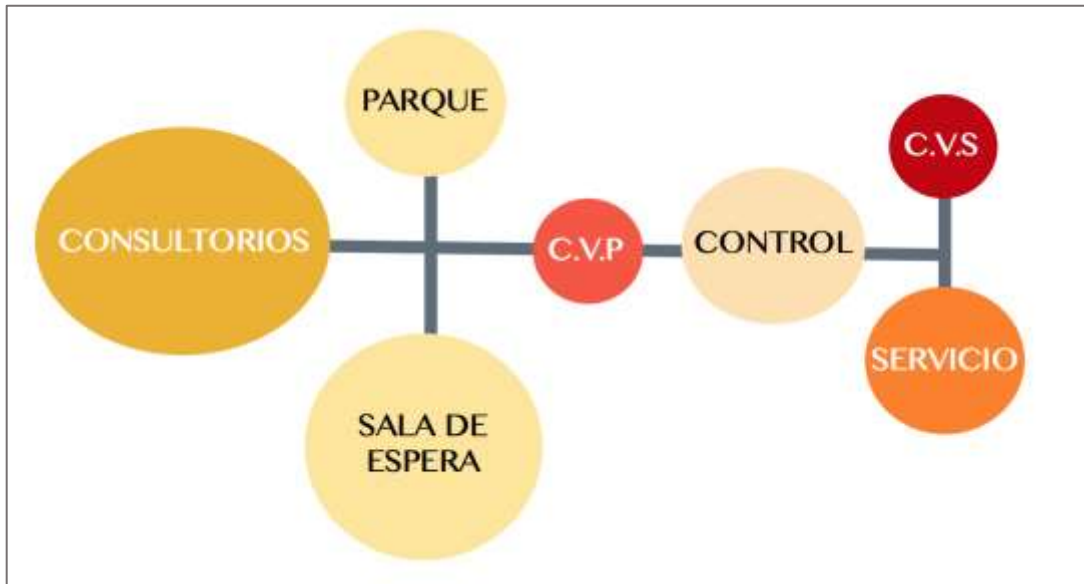 PARQUE
C.V.S
CONSULTORIOS
C.V.P
CONTROL
SERVICIO
SALA DE
ESPERA